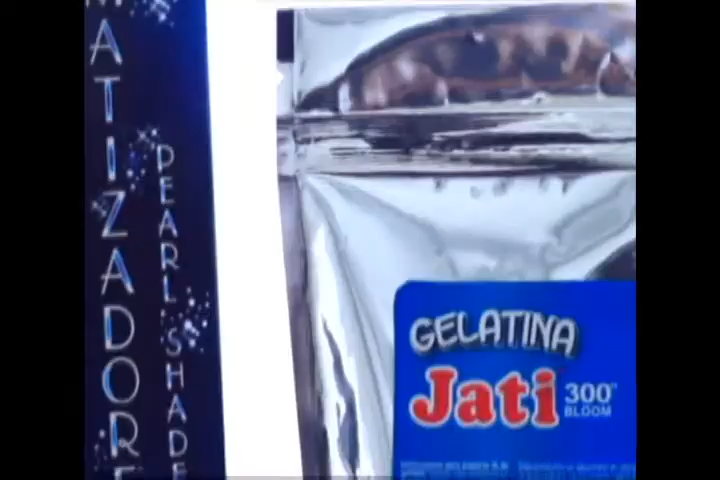 MATIZADORE
PEARL SHADE
GELATINA
Jati 300°
BLOOM